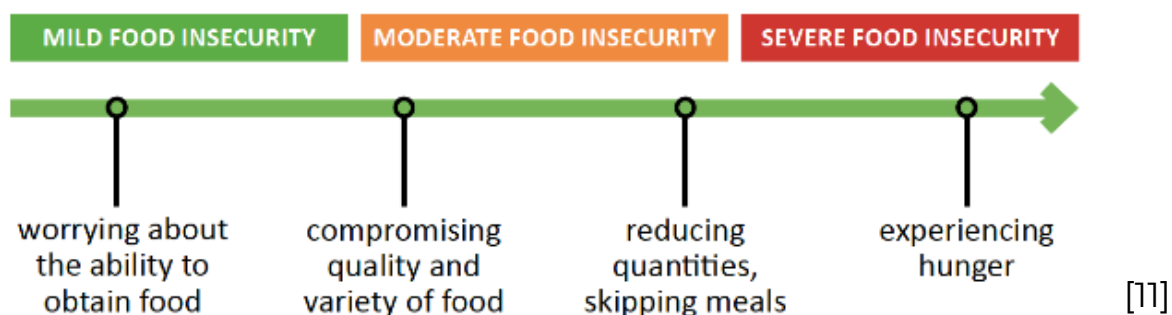 MILD FOOD INSECURITY
MODERATE FOOD INSECURITY
SEVERE FOOD INSECURITY
worrying about
the ability to
obtain food
compromising
quality and
variety of food
reducing
quantities,
skipping meals
experiencing
hunger
[11]